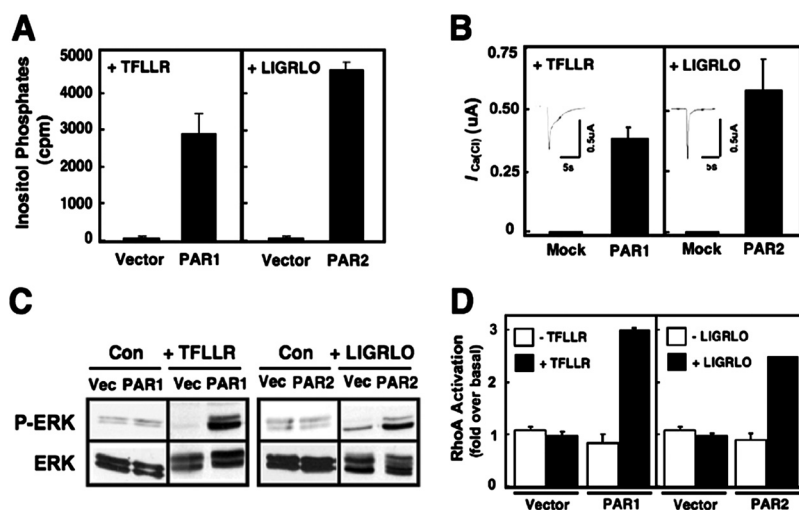 A
Inositol Phosphates
(cpm)
5000
4000
3000
2000
1000
0
+ TFLLR
+ LIGRLO
Vector PAR1 Vector PAR2
B
I Ca(Cl) (uA)
0.75
0.50
0.25
0
+ TFLLR
+ LIGRLO
0.5uA
5s
0.5uA
5s
Mock PAR1 Mock PAR2
C
Con + TFLLR Con + LIGRLO
Vec PAR1 Vec PAR1 Vec PAR2 Vec PAR2
P-ERK
ERK
D
RhoA Activation
(fold over basal)
3
2
1
0
- TFLLR
+ TFLLR
- LIGRLO
+ LIGRLO
Vector PAR1 Vector PAR2